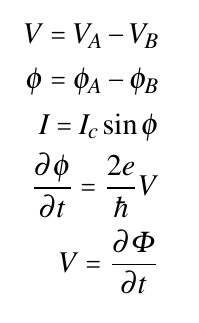 V = V_A − V_B
ϕ = ϕ_A − ϕ_B
I = I_c sin ϕ
∂ϕ/∂t = 2e/ħ V
V = ∂Φ/∂t